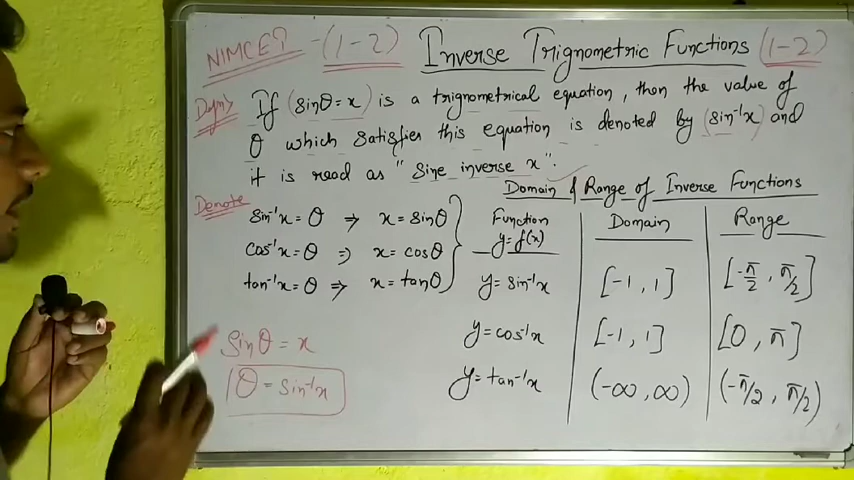 NIMCET - (1-2) Inverse Trignometric Functions (1-2)
Defn> If (sinθ = x) is a trignometrical equation, then the value of
θ which satisfies this equation is denoted by (sin⁻¹x) and
it is read as "sine inverse x".
Domain & Range of Inverse Functions
Denote
sin⁻¹x = θ ⇒ x = sinθ
cos⁻¹x = θ ⇒ x = cosθ
tan⁻¹x = θ ⇒ x = tanθ
Function y = f(x) Domain Range
y = sin⁻¹x [-1, 1] [-π/2, π/2]
y = cos⁻¹x [-1, 1] [0, π]
y = tan⁻¹x (-∞, ∞) (-π/2, π/2)
Sinθ = x
θ = sin⁻¹x